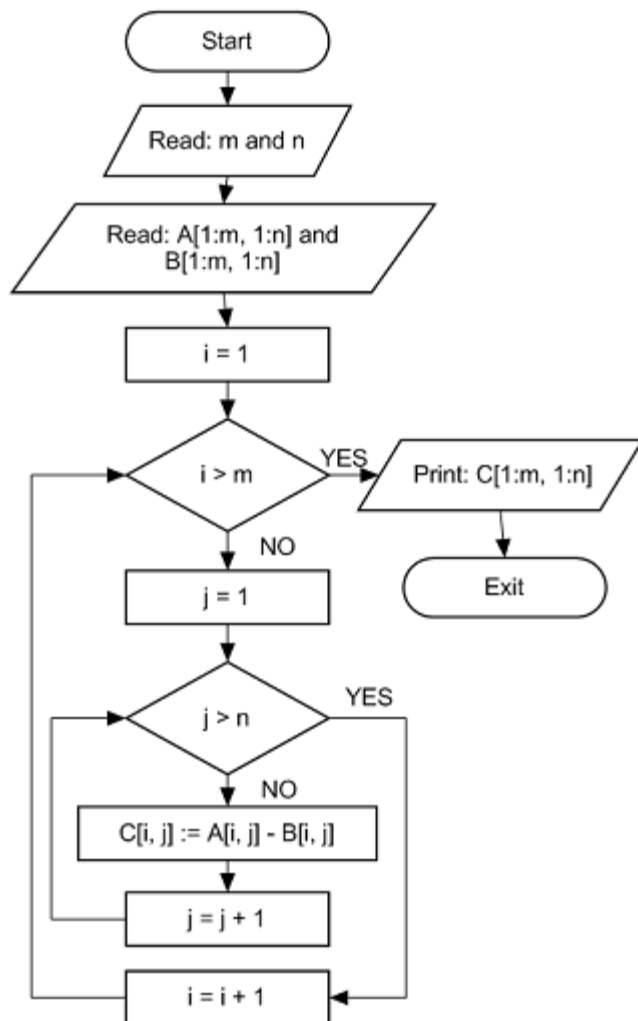 Start
Read: m and n
Read: A[1:m, 1:n] and
B[1:m, 1:n]
i = 1
i > m
YES
Print: C[1:m, 1:n]
NO
Exit
j = 1
j > n
YES
NO
C[i, j] := A[i, j] - B[i, j]
j = j + 1
i = i + 1